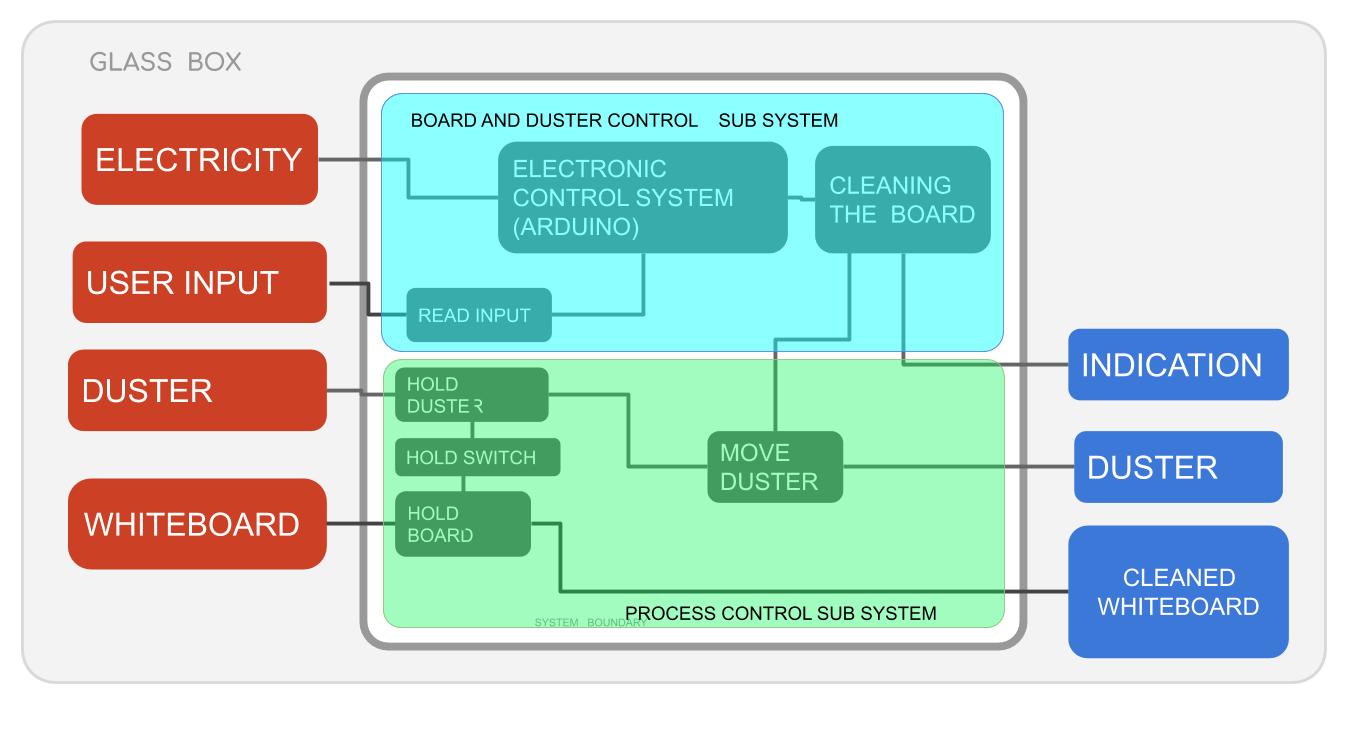 GLASS BOX
BOARD AND DUSTER CONTROL SUB SYSTEM
ELECTRICITY
ELECTRONIC
CONTROL SYSTEM
(ARDUINO)
CLEANING
THE BOARD
USER INPUT
READ INPUT
INDICATION
DUSTER
HOLD
DUSTER
HOLD SWITCH
MOVE
DUSTER
DUSTER
WHITEBOARD
HOLD
BOARD
CLEANED
WHITEBOARD
PROCESS CONTROL SUB SYSTEM
SYSTEM BOUNDARY